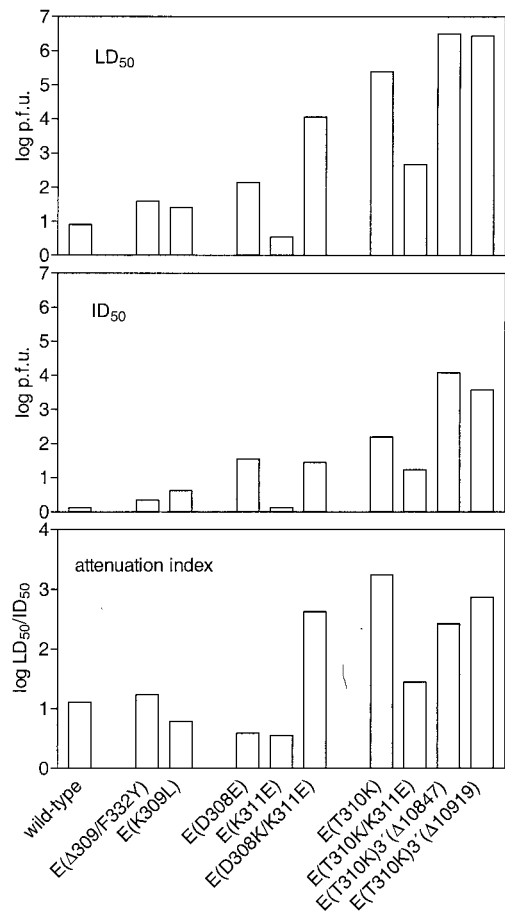 7
6
5
4
3
2
1
0
log p.f.u.
LD50
7
6
5
4
3
2
1
0
log p.f.u.
ID50
4
3
2
1
0
log LD50/ID50
attenuation index
wild-type
E(Δ309/F332Y)
E(K309L)
E(D308E)
E(K311E)
E(D308K/K311E)
E(T310K)
E(T310K/K311E)
E(T310K)3´(Δ10847)
E(T310K)3´(Δ10919)